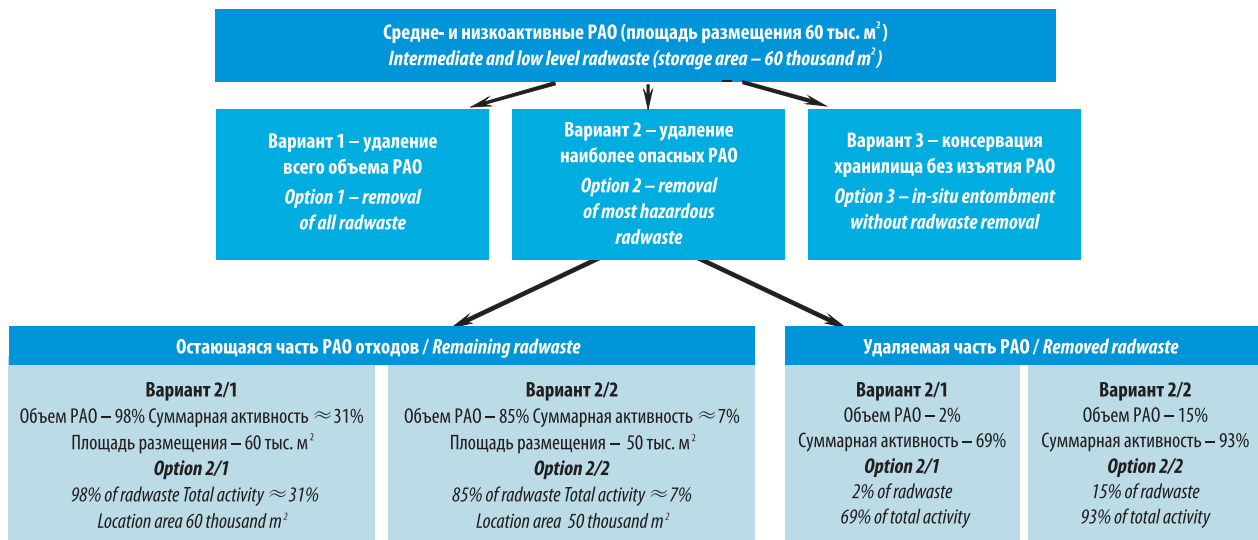 Средне- и низкоактивные РАО (площадь размещения 60 тыс. м²)
Intermediate and low level radwaste (storage area – 60 thousand m²)
Вариант 1 – удаление
всего объема РАО
Option 1 – removal
of all radwaste
Вариант 2 – удаление
наиболее опасных РАО
Option 2 – removal
of most hazardous
radwaste
Вариант 3 – консервация
хранилища без изъятия РАО
Option 3 – in-situ entombment
without radwaste removal
Остающаяся часть РАО отходов / Remaining radwaste
Вариант 2/1
Объем РАО – 98% Суммарная активность ≈31%
Площадь размещения – 60 тыс. м²
Option 2/1
98% of radwaste Total activity ≈31%
Location area 60 thousand m²
Вариант 2/2
Объем РАО – 85% Суммарная активность ≈7%
Площадь размещения – 50 тыс. м²
Option 2/2
85% of radwaste Total activity ≈7%
Location area 50 thousand m²
Удаляемая часть РАО / Removed radwaste
Вариант 2/1
Объем РАО – 2%
Суммарная активность – 69%
Option 2/1
2% of radwaste
69% of total activity
Вариант 2/2
Объем РАО – 15%
Суммарная активность – 93%
Option 2/2
15% of radwaste
93% of total activity